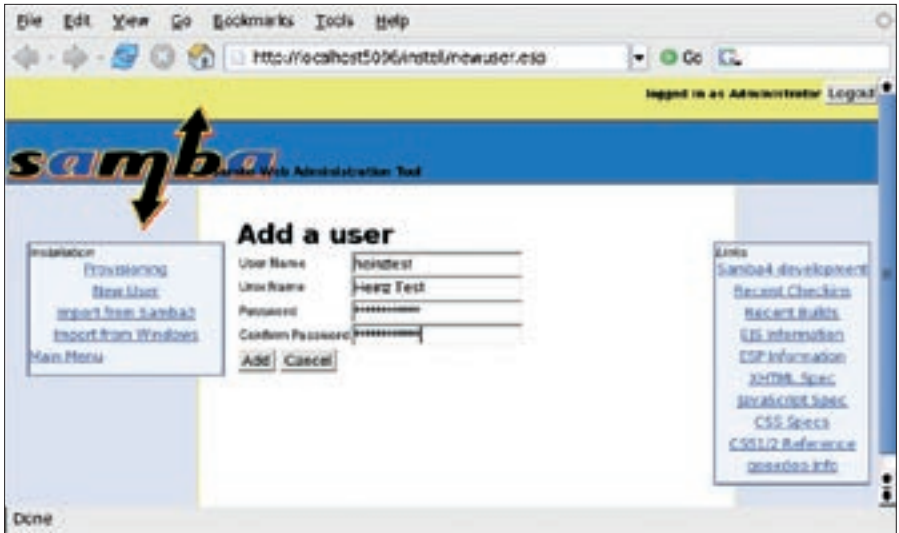 File Edit View Go Bookmarks Tools Help
http://localhost:5096/install/newuser.esp Go
logged in as Administrator Logout
samba
Samba Web Administration Tool
Installation
Provisioning
New User
Import from Samba3
Import from Windows
Main Menu
Add a user
User Name heinztest
Unix Name Heinz Test
Password ************
Confirm Password ************
Add Cancel
Links
Samba4 development
Recent Checkins
Recent Builds
EJS Information
ESP Information
XHTML Spec
JavaScript Spec
CSS Specs
CSS1/2 Reference
Done